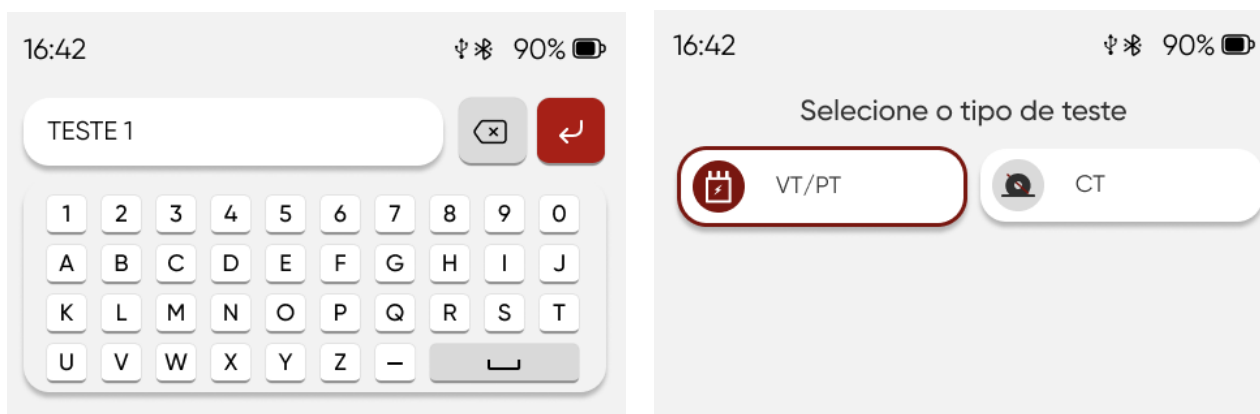 16:42 90%
TESTE 1
1 2 3 4 5 6 7 8 9 0
A B C D E F G H I J
K L M N O P Q R S T
U V W X Y Z –
16:42 90%
Selecione o tipo de teste
VT/PT CT